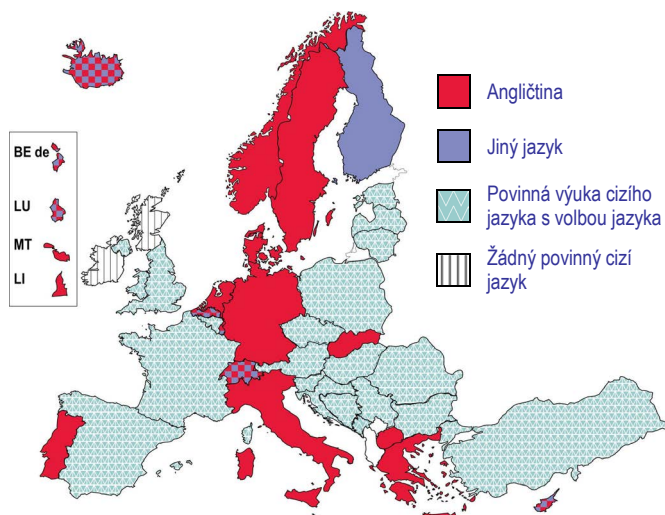 Angličtina
Jiný jazyk
Povinná výuka cizího
jazyka s volbou jazyka
Žádný povinný cizí
jazyk
BE de
LU
MT
LI